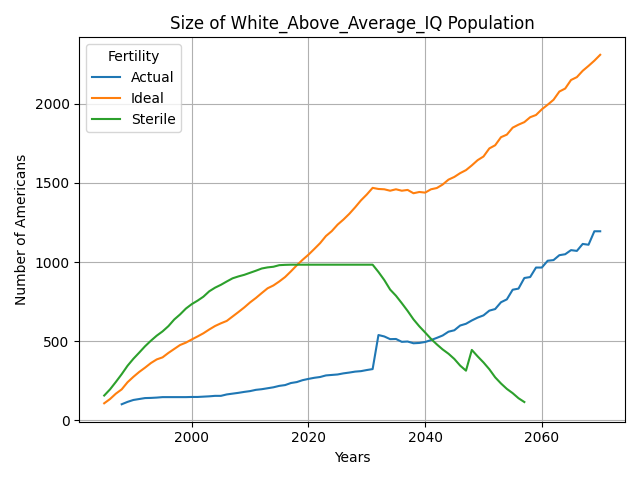 Size of White_Above_Average_IQ Population
Fertility
Actual
Ideal
Sterile
Number of Americans
2000
1500
1000
500
0
2000
2020
2040
2060
Years